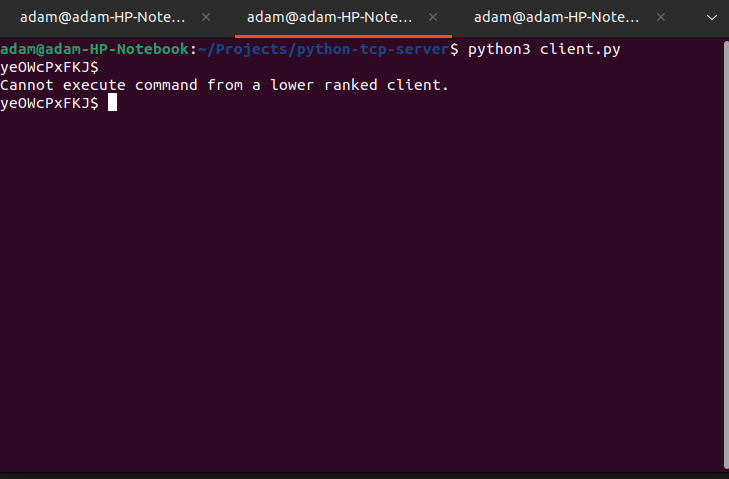 adam@adam-HP-Note... × adam@adam-HP-Note... × adam@adam-HP-Note... ×
adam@adam-HP-Notebook:~/Projects/python-tcp-server$ python3 client.py
yeOWcPxFKJ$
Cannot execute command from a lower ranked client.
yeOWcPxFKJ$